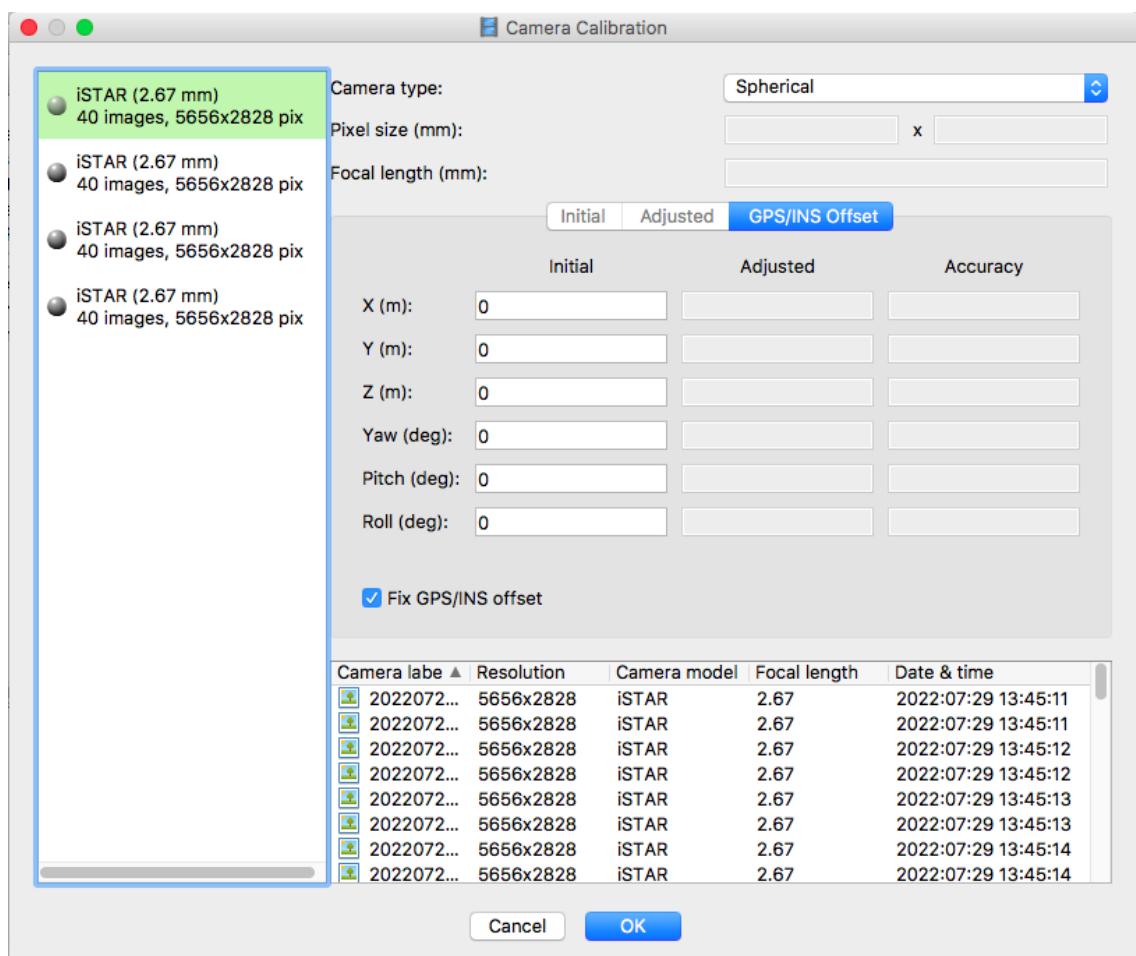 Camera Calibration
iSTAR (2.67 mm)
40 images, 5656x2828 pix
iSTAR (2.67 mm)
40 images, 5656x2828 pix
iSTAR (2.67 mm)
40 images, 5656x2828 pix
iSTAR (2.67 mm)
40 images, 5656x2828 pix
Camera type: Spherical
Pixel size (mm): x
Focal length (mm):
Initial Adjusted GPS/INS Offset
Initial Adjusted Accuracy
X (m): 0
Y (m): 0
Z (m): 0
Yaw (deg): 0
Pitch (deg): 0
Roll (deg): 0
Fix GPS/INS offset
Camera labe Resolution Camera model Focal length Date & time
2022072... 5656x2828 iSTAR 2.67 2022:07:29 13:45:11
2022072... 5656x2828 iSTAR 2.67 2022:07:29 13:45:11
2022072... 5656x2828 iSTAR 2.67 2022:07:29 13:45:12
2022072... 5656x2828 iSTAR 2.67 2022:07:29 13:45:12
2022072... 5656x2828 iSTAR 2.67 2022:07:29 13:45:13
2022072... 5656x2828 iSTAR 2.67 2022:07:29 13:45:13
2022072... 5656x2828 iSTAR 2.67 2022:07:29 13:45:14
2022072... 5656x2828 iSTAR 2.67 2022:07:29 13:45:14
Cancel OK